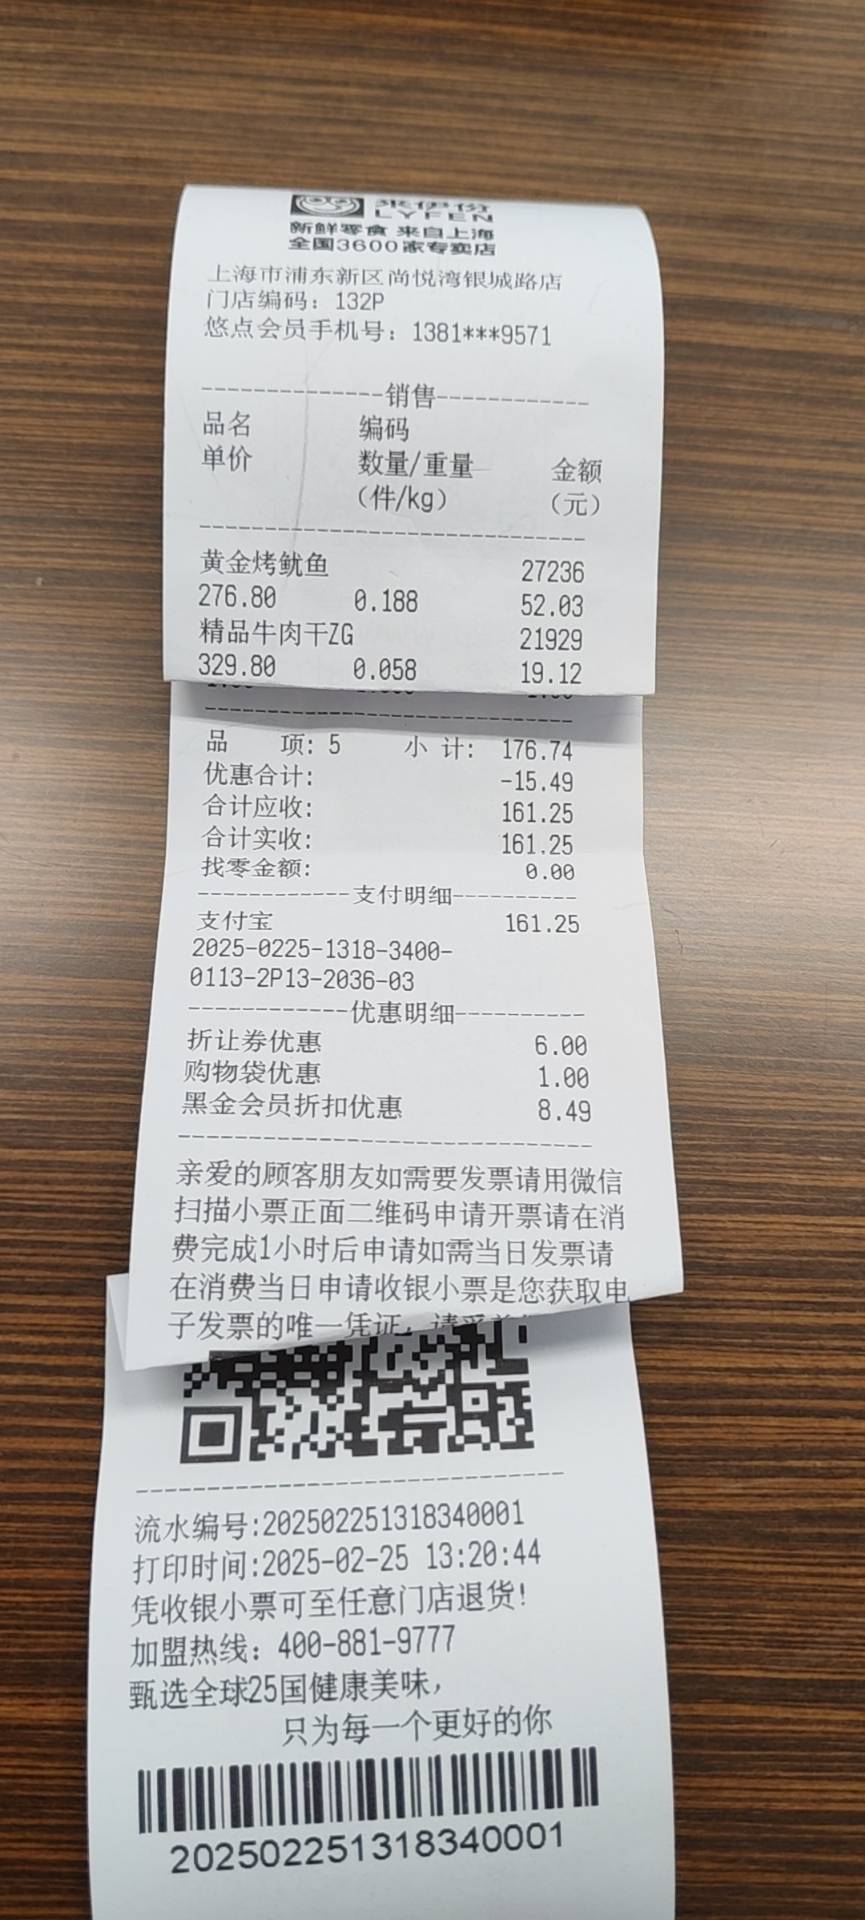 来伊份
LYFEN
新鲜零食 来自上海
全国3600家专卖店
上海市浦东新区尚悦湾银城路店
门店编码：132P
悠点会员手机号：1381***9571
--------------销售------------
品名 编码
单价 数量/重量 金额
(件/kg) (元)
黄金烤鱿鱼 27236
276.80 0.188 52.03
精品牛肉干ZG 21929
329.80 0.058 19.12
品 项: 5 小 计: 176.74
优惠合计: -15.49
合计应收: 161.25
合计实收: 161.25
找零金额: 0.00
------------支付明细----------
支付宝 161.25
2025-0225-1318-3400-
0113-2P13-2036-03
------------优惠明细----------
折让券优惠 6.00
购物袋优惠 1.00
黑金会员折扣优惠 8.49
亲爱的顾客朋友如需要发票请用微信
扫描小票正面二维码申请开票请在消
费完成1小时后申请如需当日发票请
在消费当日申请收银小票是您获取电
子发票的唯一凭证，请
流水编号:202502251318340001
打印时间:2025-02-25 13:20:44
凭收银小票可至任意门店退货!
加盟热线：400-881-9777
甄选全球25国健康美味，
只为每一个更好的你
202502251318340001